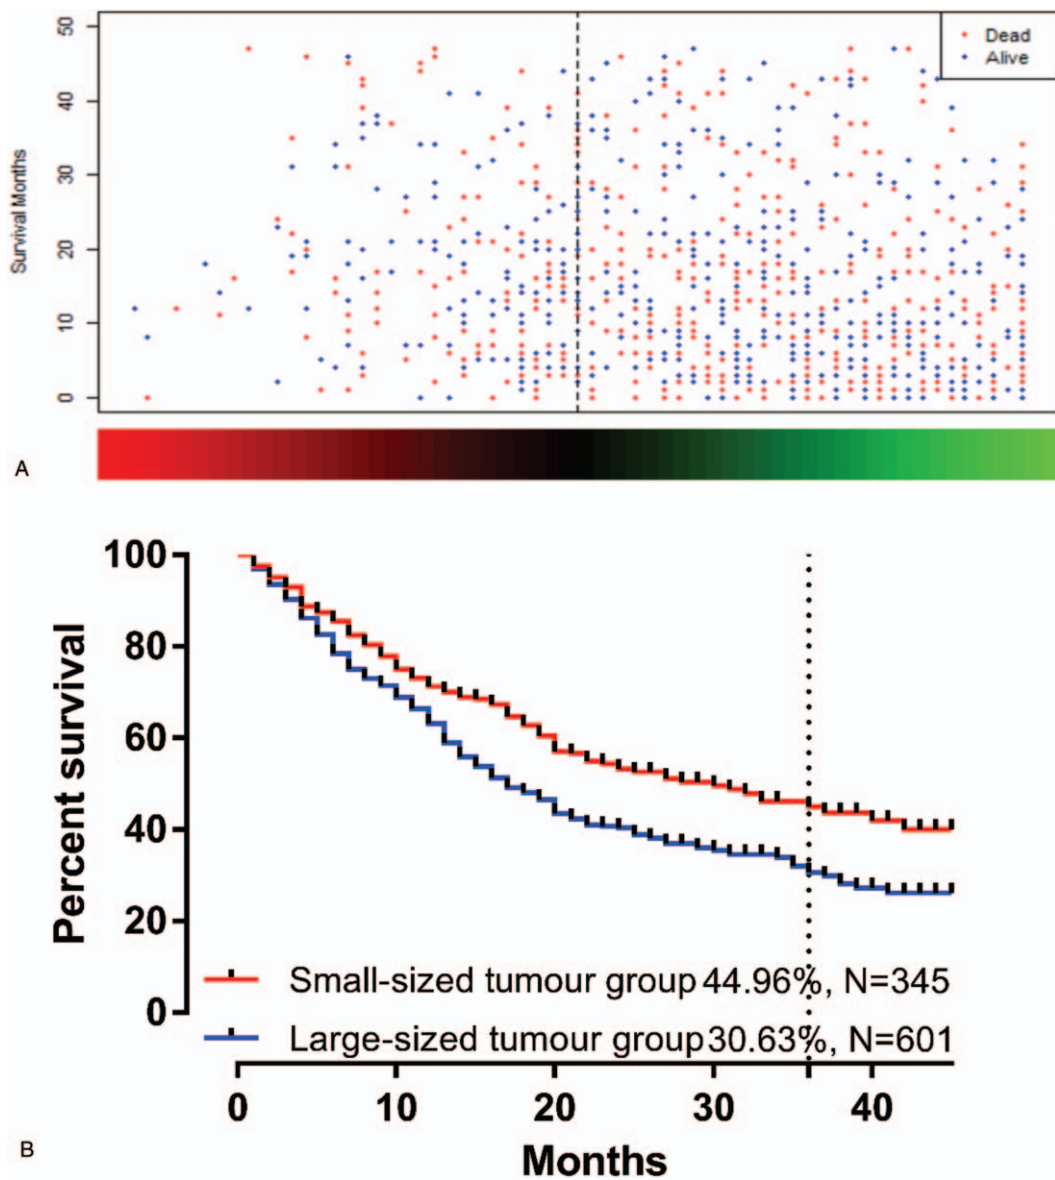 50
Dead
Alive
40
30
20
10
0
Survival Months
A
100
80
60
40
20
0
Percent survival
Small-sized tumour group 44.96%, N=345
Large-sized tumour group 30.63%, N=601
0 10 20 30 40
Months
B